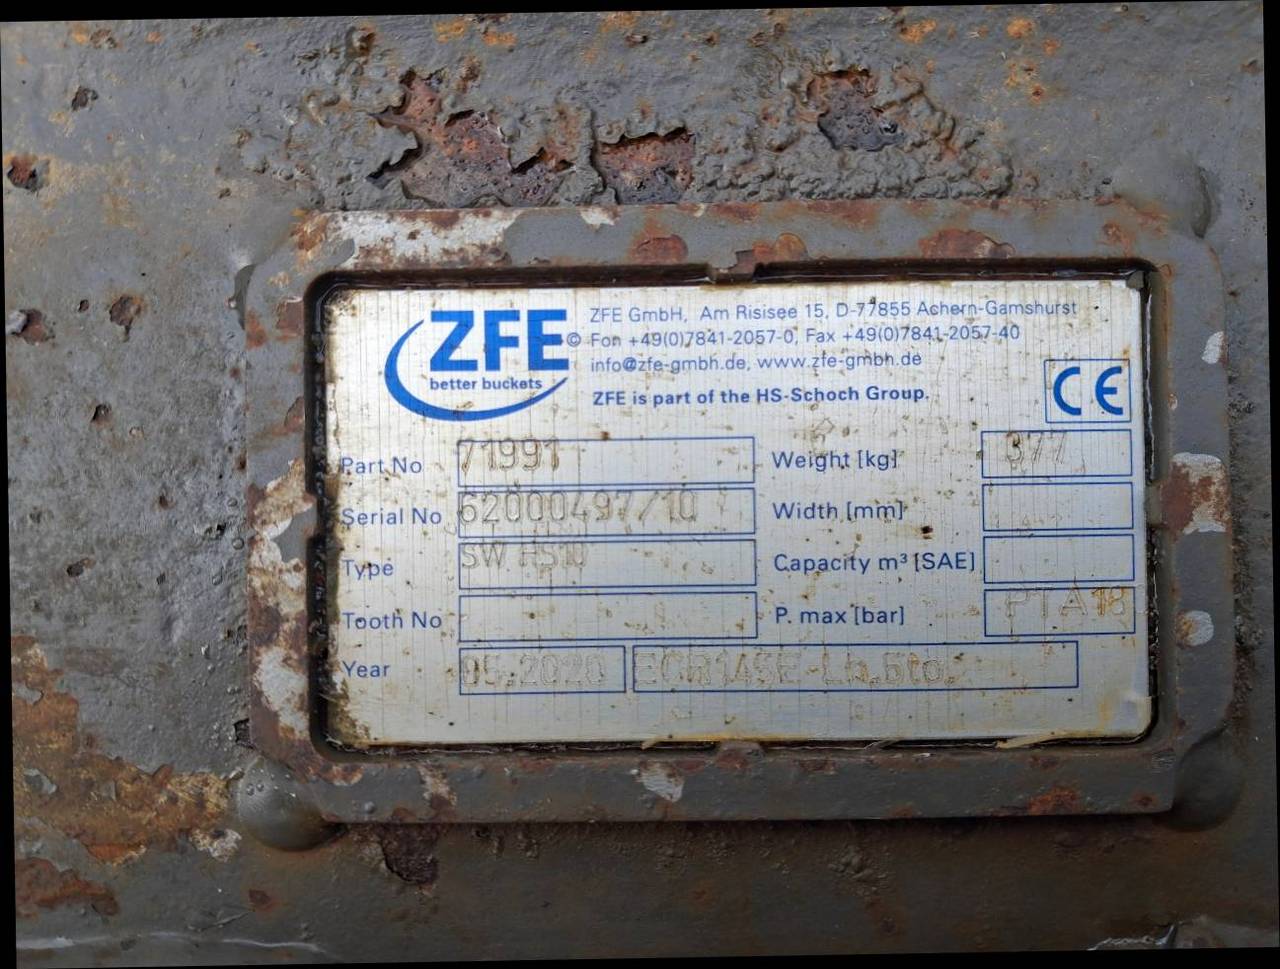 ZFE
better buckets
©
ZFE GmbH, Am Risisee 15, D-77855 Achern-Gamshurst
Fon +49(0)7841-2057-0, Fax +49(0)7841-2057-40
info@zfe-gmbh.de, www.zfe-gmbh.de
ZFE is part of the HS-Schoch Group.
CE
Part No 71991 Weight [kg] 377
Serial No 62000497/10 Width [mm]
Type SW HS10 Capacity m³ [SAE]
Tooth No P. max [bar] PTA18
Year 05.2020 ECR145E